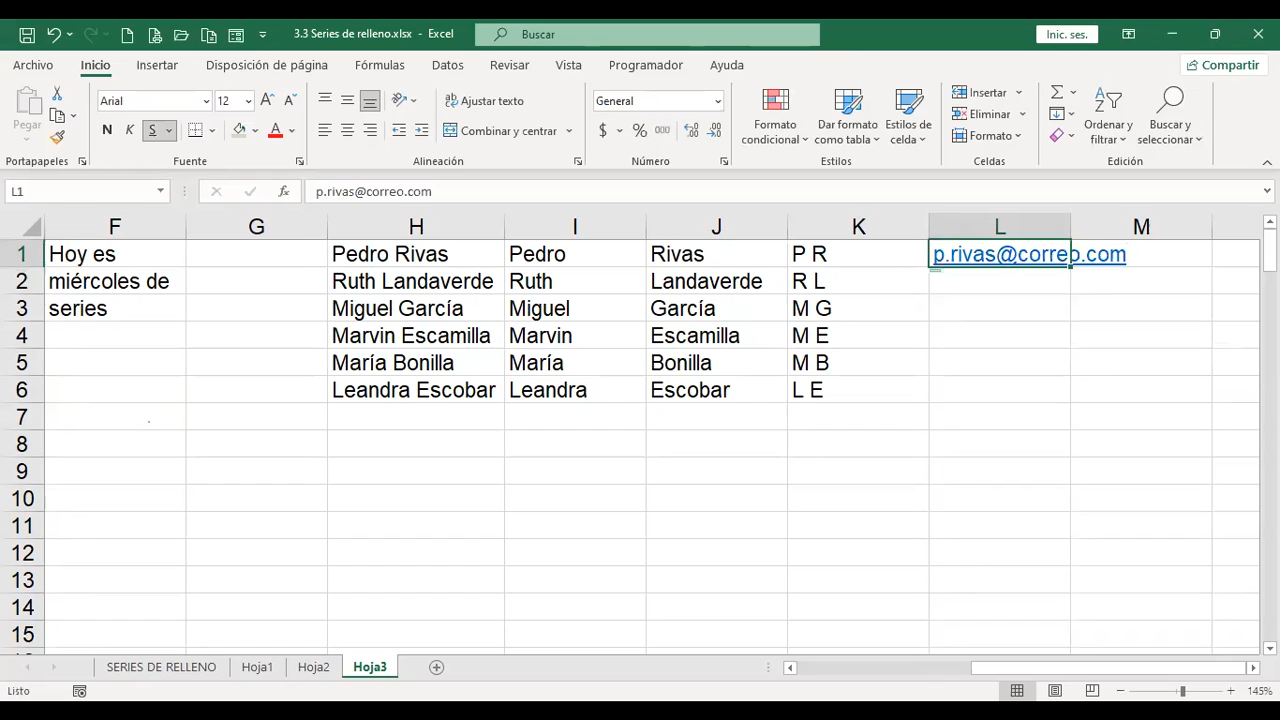 3.3 Series de relleno.xlsx - Excel
Buscar
Inic. ses.
Archivo Inicio Insertar Disposición de página Fórmulas Datos Revisar Vista Programador Ayuda Compartir
Pegar
Portapapeles
Arial 12
N K S
Fuente
Ajustar texto
Combinar y centrar
Alineación
General
$ % 000
Número
Formato condicional
Dar formato como tabla
Estilos de celda
Estilos
Insertar
Eliminar
Formato
Celdas
Ordenar y filtrar
Buscar y seleccionar
Edición
L1 fx p.rivas@correo.com
F G H I J K L M
1 Hoy es Pedro Rivas Pedro Rivas P R p.rivas@correo.com
2 miércoles de Ruth Landaverde Ruth Landaverde R L
3 series Miguel García Miguel García M G
4 Marvin Escamilla Marvin Escamilla M E
5 María Bonilla María Bonilla M B
6 Leandra Escobar Leandra Escobar L E
7
8
9
10
11
12
13
14
15
SERIES DE RELLENO Hoja1 Hoja2 Hoja3
Listo 145%